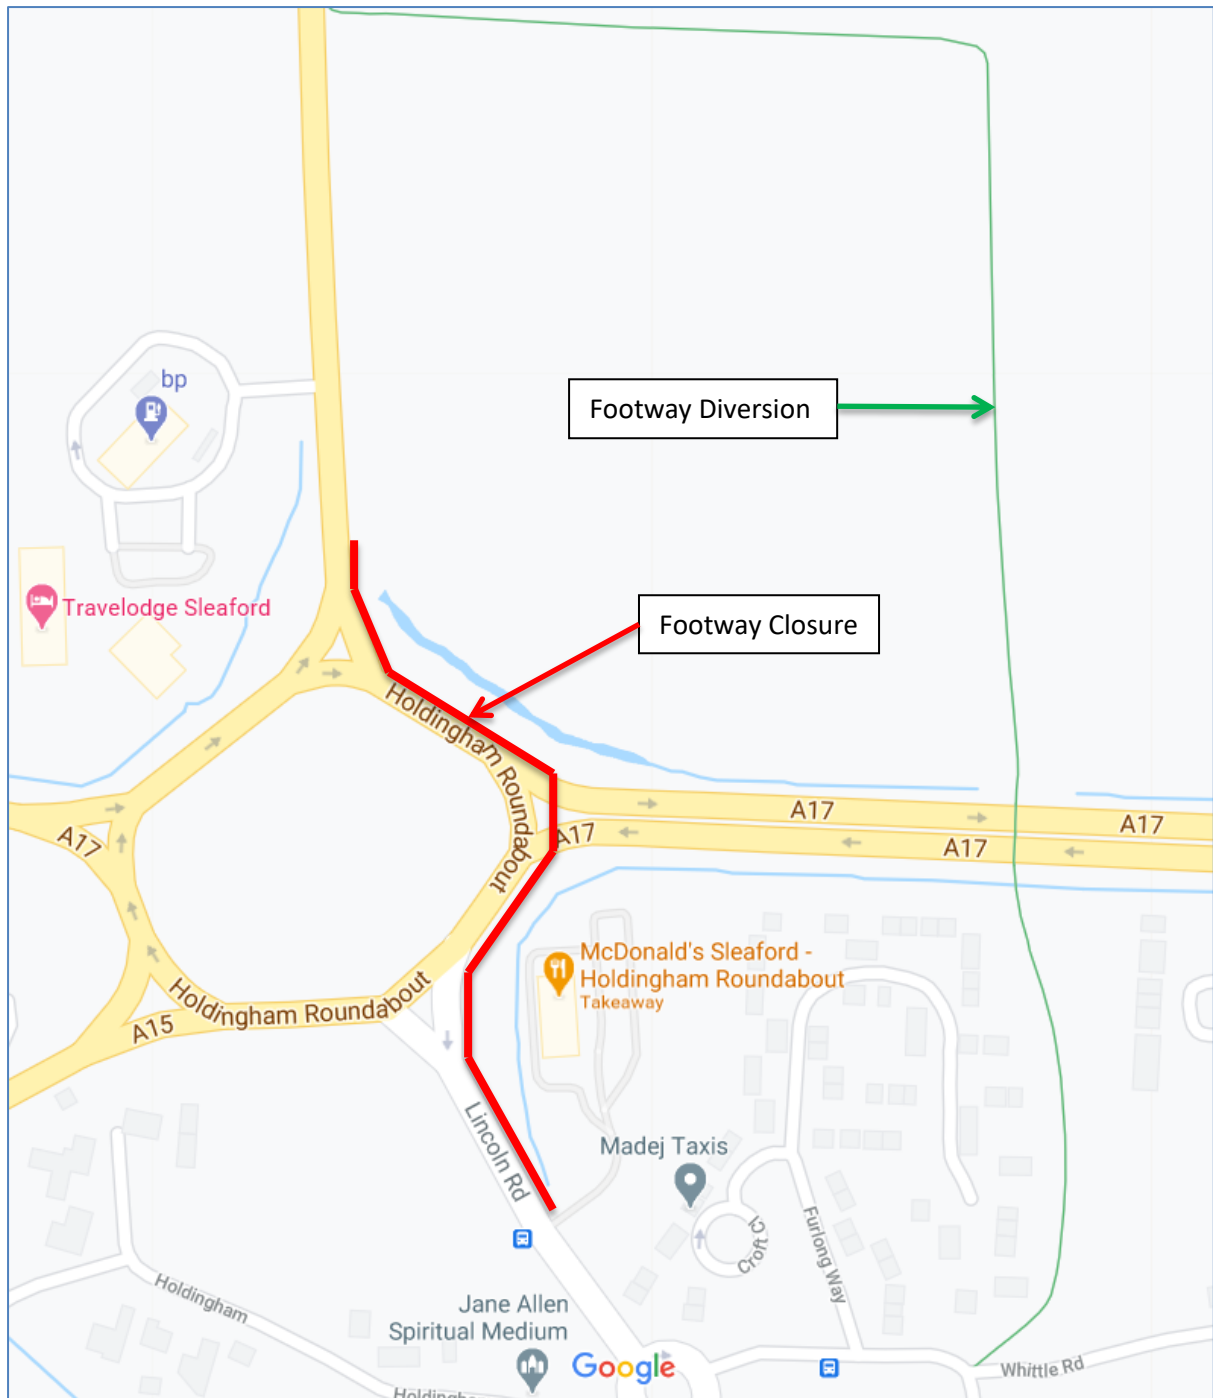 bp
Footway Diversion
Travelodge Sleaford
Footway Closure
Holdingham Roundabout
A17
A17
A17
A17
A17
McDonald's Sleaford -
Holdingham Roundabout
Takeaway
Holdingham Roundabout
A15
Lincoln Rd
Madej Taxis
Croft Cl
Furlong Way
Holdingham
Jane Allen
Spiritual Medium
Google
Whittle Rd